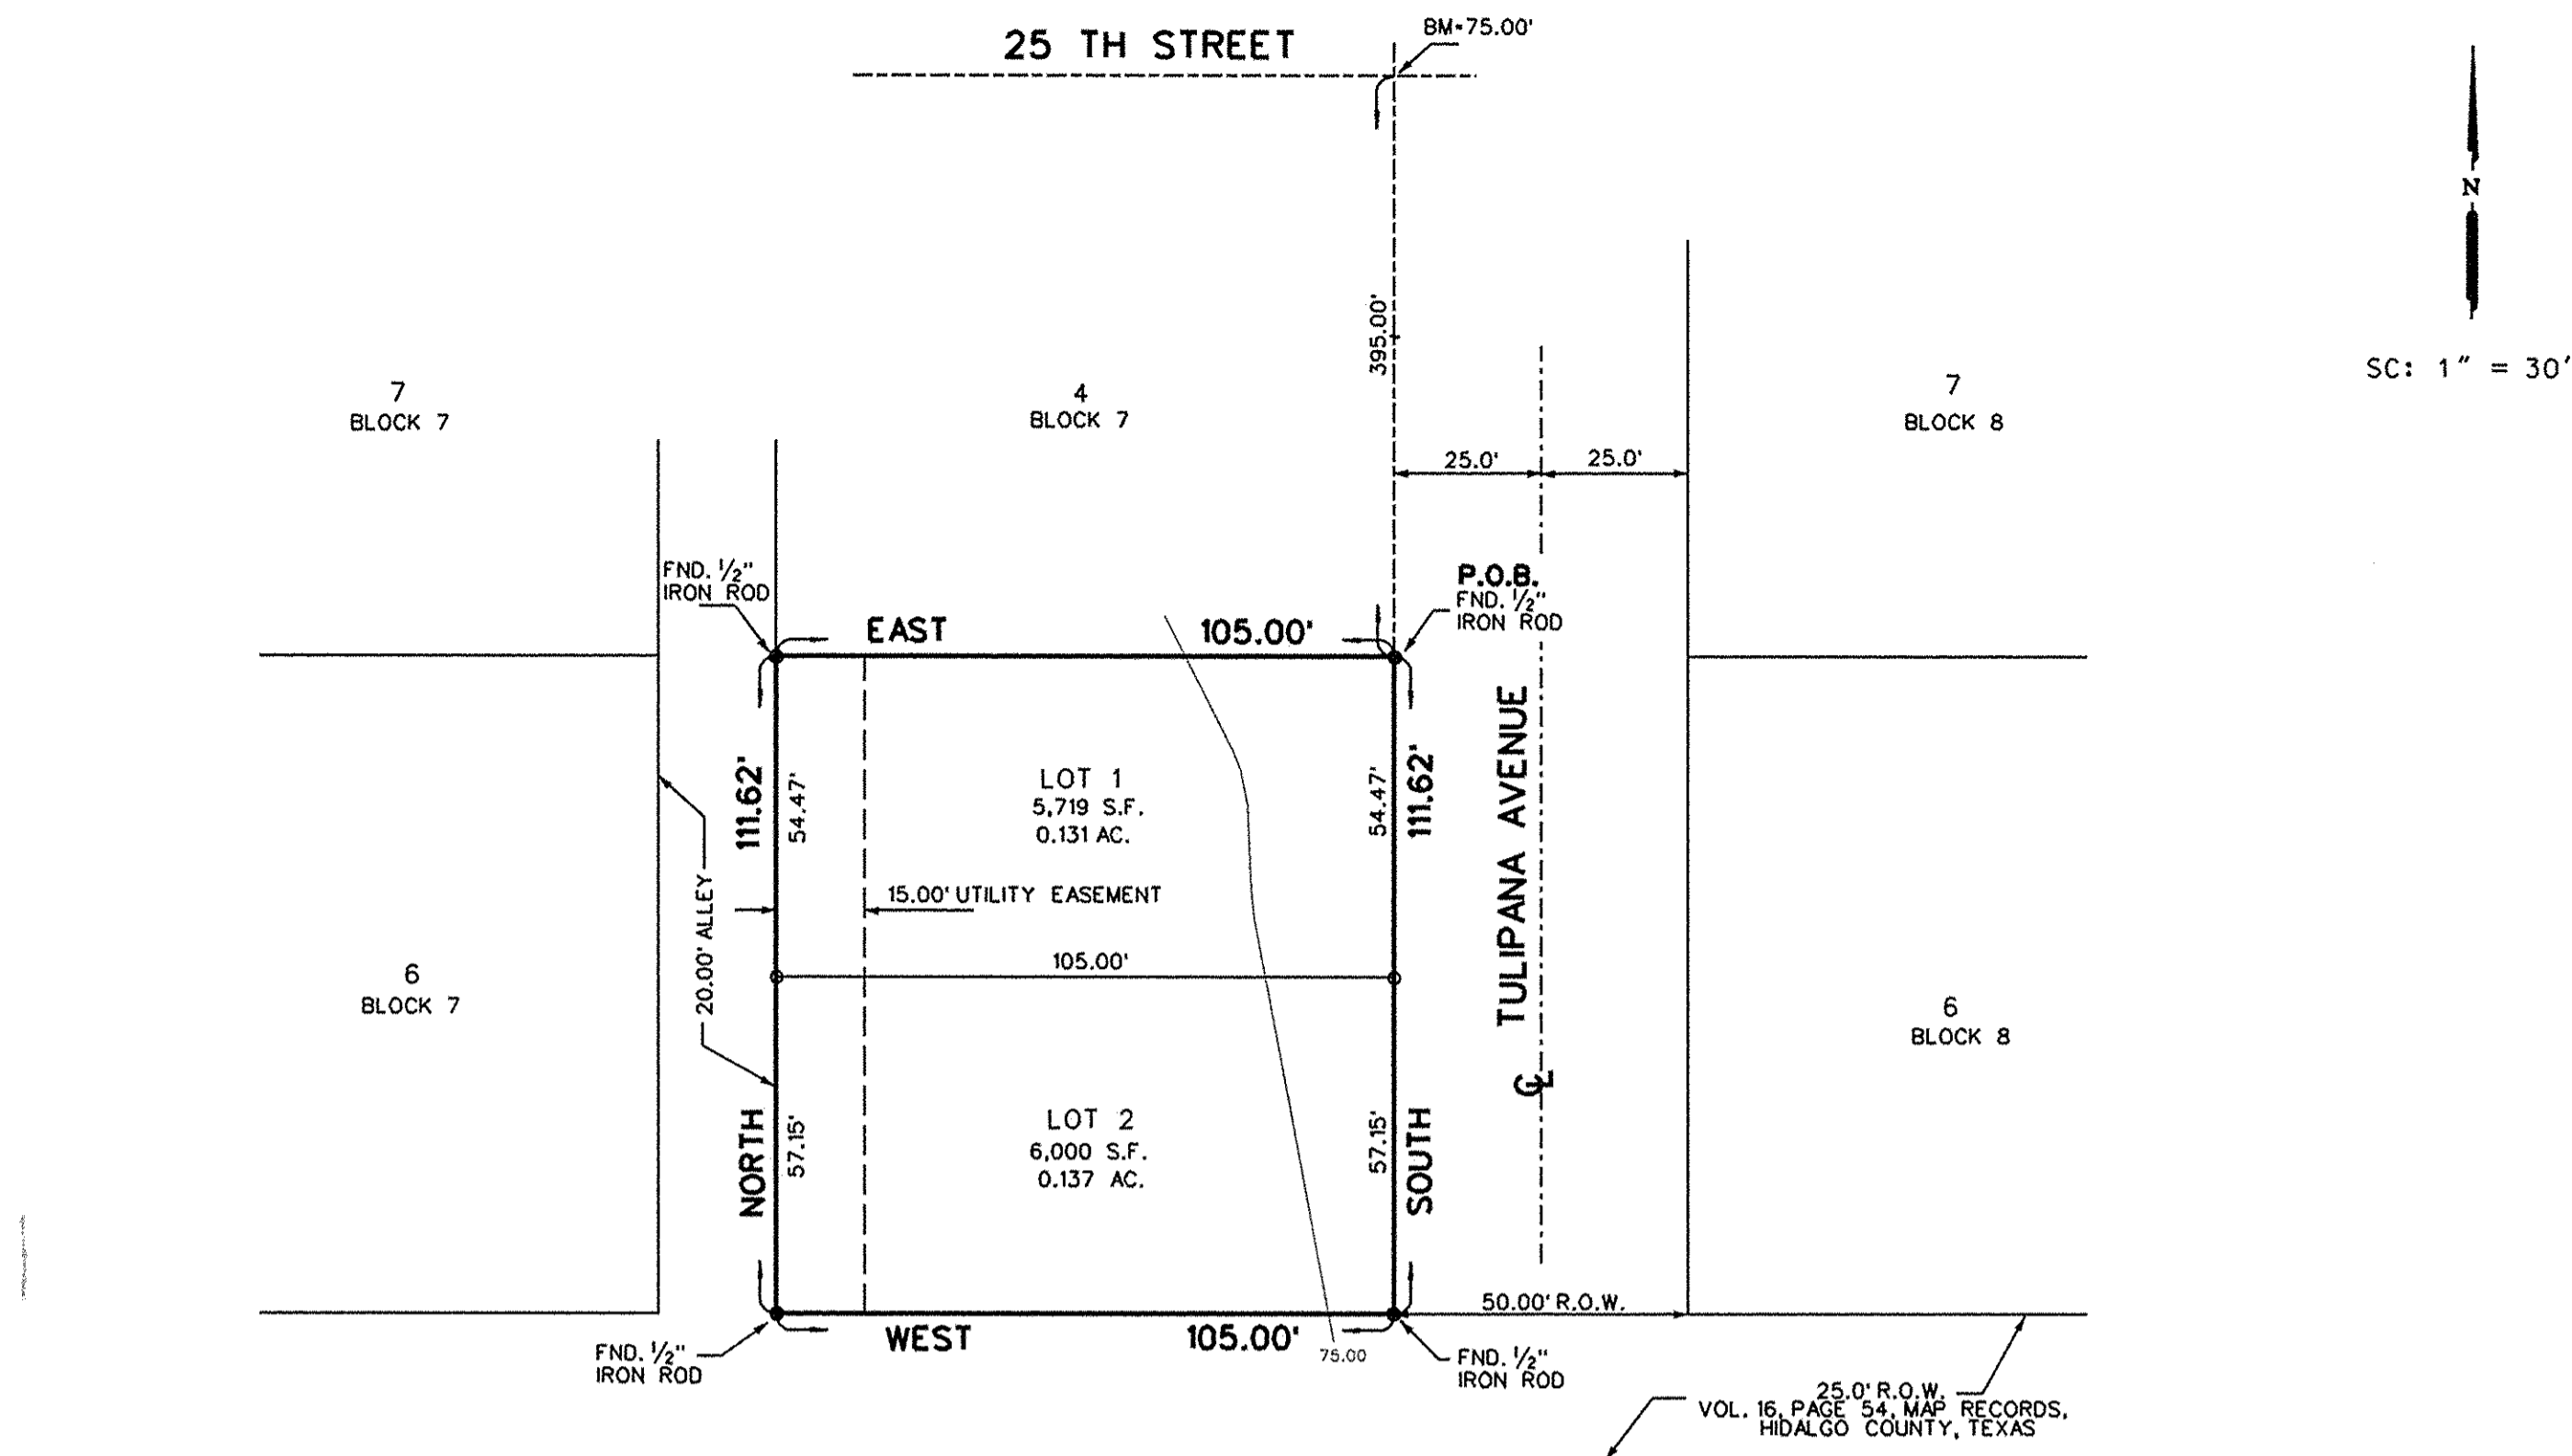 25 TH STREET
BM=75.00'
N
SC: 1" = 30'
395.00'
7
BLOCK 7
4
BLOCK 7
7
BLOCK 8
25.0'
25.0'
FND. 1/2"
IRON ROD
P.O.B.
FND. 1/2"
IRON ROD
EAST
105.00'
111.62'
54.47'
LOT 1
5,719 S.F.
0.131 AC.
54.47'
111.62'
TULIPANA AVENUE
20.00' ALLEY
15.00' UTILITY EASEMENT
105.00'
6
BLOCK 7
6
BLOCK 8
CL
NORTH
57.15'
LOT 2
6,000 S.F.
0.137 AC.
57.15'
SOUTH
50.00' R.O.W.
WEST
105.00'
75.00
FND. 1/2"
IRON ROD
FND. 1/2"
IRON ROD
25.0' R.O.W.
VOL. 16, PAGE 54, MAP RECORDS,
HIDALGO COUNTY, TEXAS